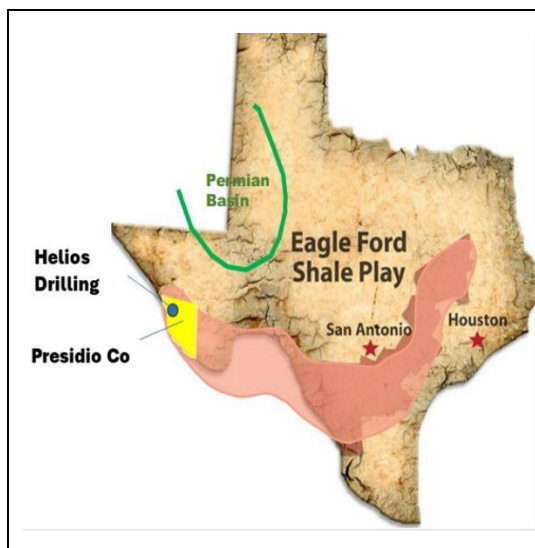 Permian
Basin
Helios
Drilling
Eagle Ford
Shale Play
San Antonio
Houston
Presidio Co